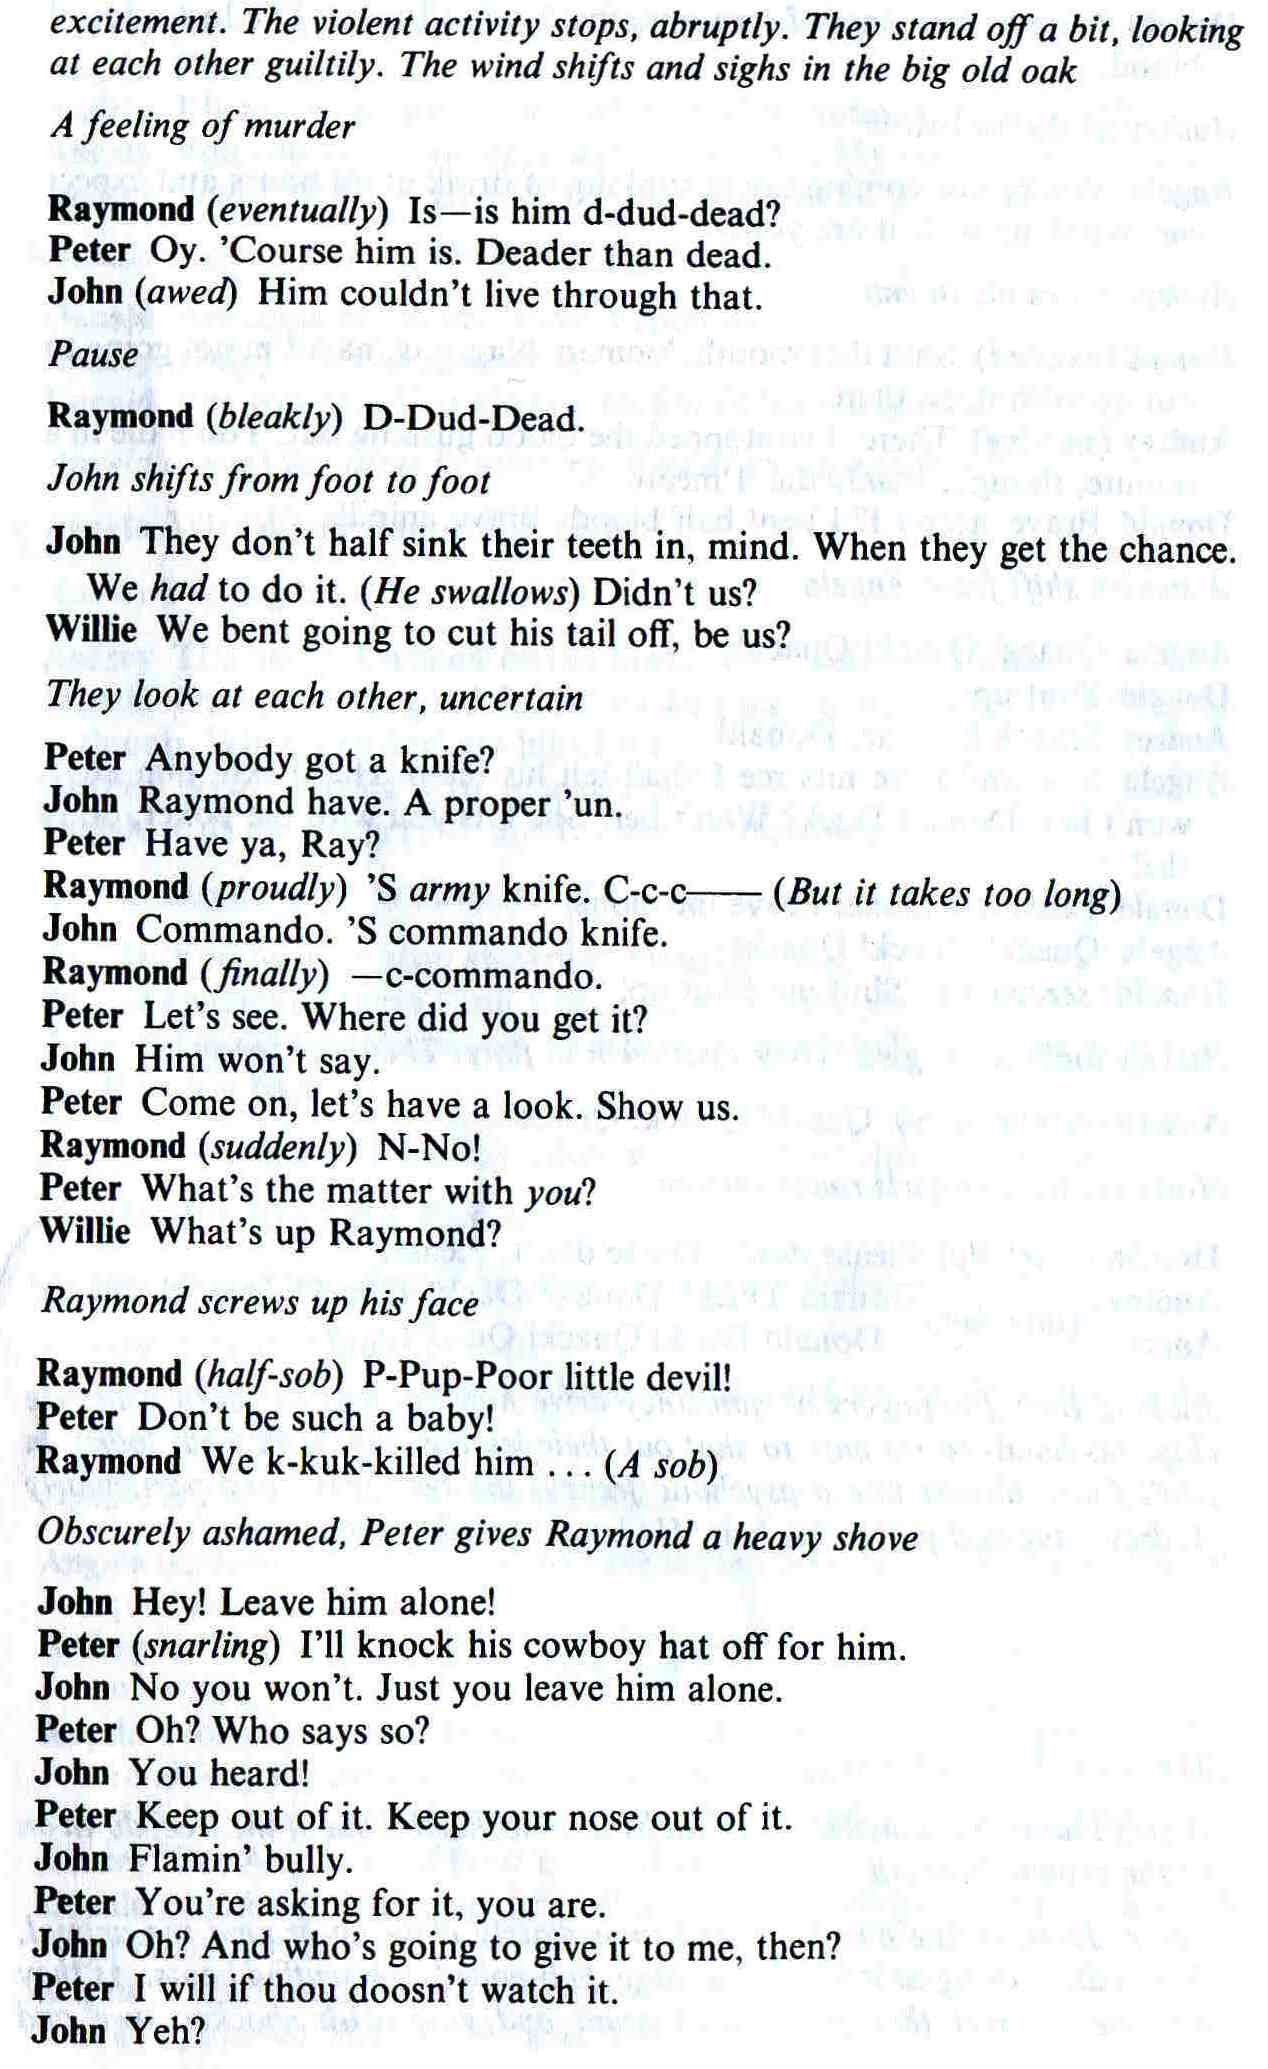 excitement. The violent activity stops, abruptly. They stand off a bit, looking
at each other guiltily. The wind shifts and sighs in the big old oak
A feeling of murder
Raymond (eventually) Is—is him d-dud-dead?
Peter Oy. 'Course him is. Deader than dead.
John (awed) Him couldn't live through that.
Pause
Raymond (bleakly) D-Dud-Dead.
John shifts from foot to foot
John They don't half sink their teeth in, mind. When they get the chance.
We had to do it. (He swallows) Didn't us?
Willie We bent going to cut his tail off, be us?
They look at each other, uncertain
Peter Anybody got a knife?
John Raymond have. A proper 'un.
Peter Have ya, Ray?
Raymond (proudly) 'S army knife. C-c-c—— (But it takes too long)
John Commando. 'S commando knife.
Raymond (finally) —c-commando.
Peter Let's see. Where did you get it?
John Him won't say.
Peter Come on, let's have a look. Show us.
Raymond (suddenly) N-No!
Peter What's the matter with you?
Willie What's up Raymond?
Raymond screws up his face
Raymond (half-sob) P-Pup-Poor little devil!
Peter Don't be such a baby!
Raymond We k-kuk-killed him ... (A sob)
Obscurely ashamed, Peter gives Raymond a heavy shove
John Hey! Leave him alone!
Peter (snarling) I'll knock his cowboy hat off for him.
John No you won't. Just you leave him alone.
Peter Oh? Who says so?
John You heard!
Peter Keep out of it. Keep your nose out of it.
John Flamin' bully.
Peter You're asking for it, you are.
John Oh? And who's going to give it to me, then?
Peter I will if thou doosn't watch it.
John Yeh?